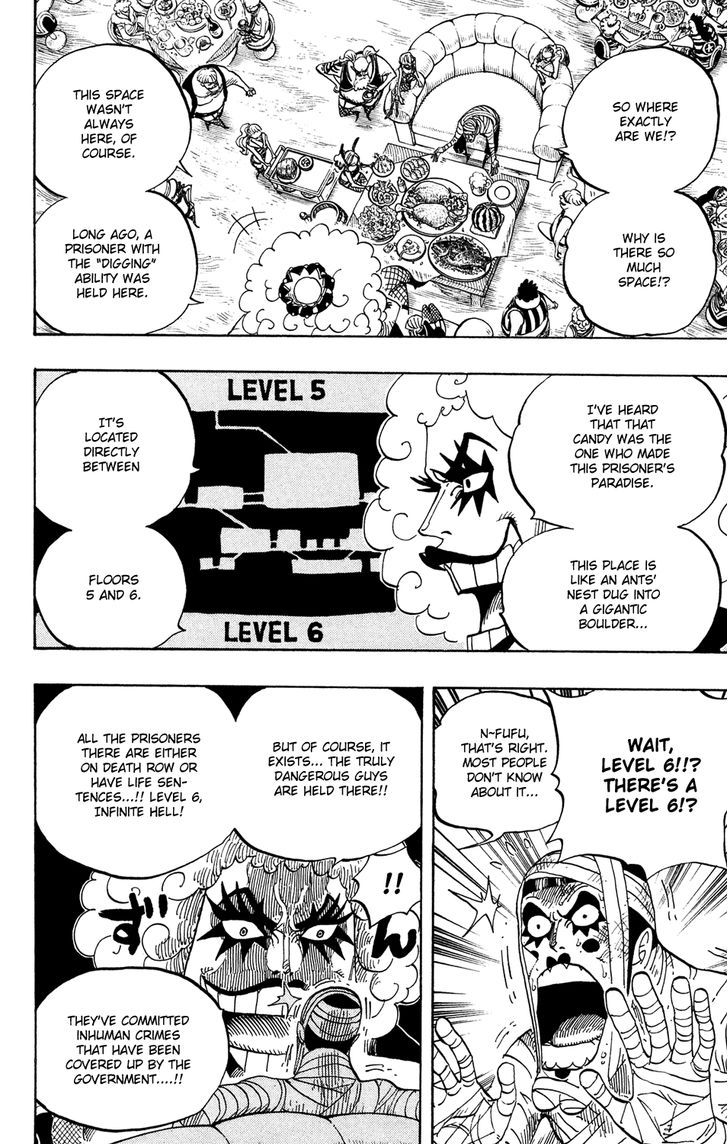 SO WHERE
EXACTLY
ARE WE!?
WHY IS
THERE SO
MUCH
SPACE!?
THIS SPACE
WASN'T
ALWAYS
HERE, OF
COURSE.
LONG AGO, A
PRISONER WITH
THE "DIGGING"
ABILITY WAS
HELD HERE.
I'VE HEARD
THAT THAT
CANDY WAS THE
ONE WHO MADE
THIS PRISONER'S
PARADISE.
THIS PLACE IS
LIKE AN ANTS'
NEST DUG INTO
A GIGANTIC
BOULDER...
LEVEL 5
LEVEL 6
IT'S
LOCATED
DIRECTLY
BETWEEN
FLOORS
5 AND 6.
WAIT,
LEVEL 6!!?
THERE'S A
LEVEL 6!?
N~FUFU,
THAT'S RIGHT.
MOST PEOPLE
DON'T KNOW
ABOUT IT...
BUT OF COURSE, IT
EXISTS... THE TRULY
DANGEROUS GUYS
ARE HELD THERE!!
ALL THE PRISONERS
THERE ARE EITHER
ON DEATH ROW OR
HAVE LIFE SEN-
TENCES...!! LEVEL 6,
INFINITE HELL!
!!
THEY'VE COMMITTED
INHUMAN CRIMES
THAT HAVE BEEN
COVERED UP BY THE
GOVERNMENT....!!